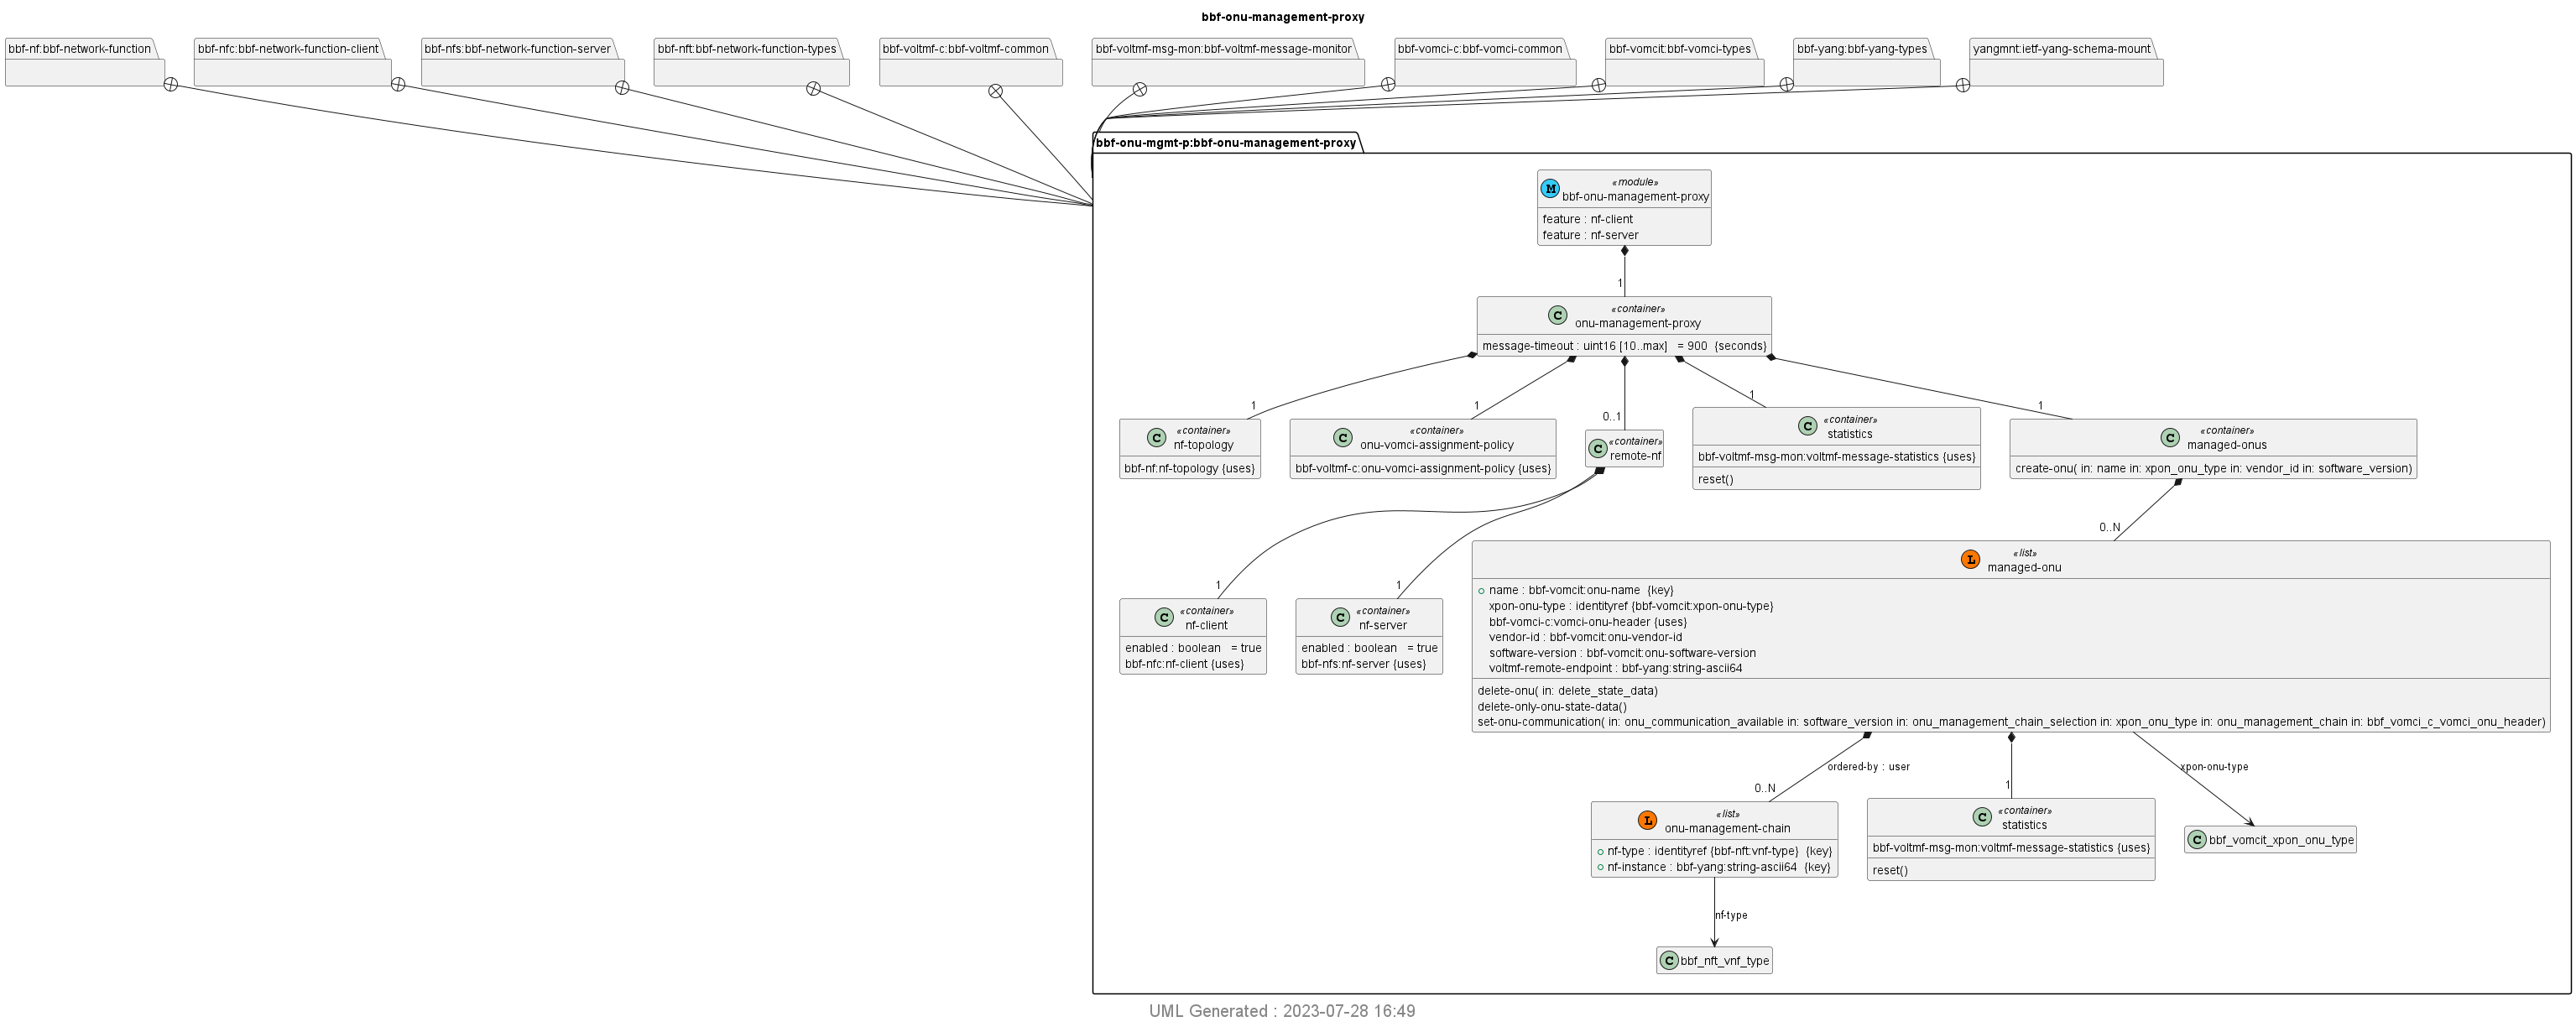 bbf-onu-management-proxy
bbf-nf:bbf-network-function
bbf-nfc:bbf-network-function-client
bbf-nfs:bbf-network-function-server
bbf-nft:bbf-network-function-types
bbf-voltmf-c:bbf-voltmf-common
bbf-voltmf-msg-mon:bbf-voltmf-message-monitor
bbf-vomci-c:bbf-vomci-common
bbf-vomcit:bbf-vomci-types
bbf-yang:bbf-yang-types
yangmnt:ietf-yang-schema-mount
bbf-onu-mgmt-p:bbf-onu-management-proxy
M
«module»
bbf-onu-management-proxy
feature : nf-client
feature : nf-server
1
C
«container»
onu-management-proxy
message-timeout : uint16 [10..max]   = 900  {seconds}
1
1
0..1
1
1
C
«container»
nf-topology
bbf-nf:nf-topology {uses}
C
«container»
onu-vomci-assignment-policy
bbf-voltmf-c:onu-vomci-assignment-policy {uses}
C
«container»
remote-nf
C
«container»
statistics
bbf-voltmf-msg-mon:voltmf-message-statistics {uses}
reset()
C
«container»
managed-onus
create-onu( in: name in: xpon_onu_type in: vendor_id in: software_version)
1
1
0..N
C
«container»
nf-client
enabled : boolean   = true
bbf-nfc:nf-client {uses}
C
«container»
nf-server
enabled : boolean   = true
bbf-nfs:nf-server {uses}
L
«list»
managed-onu
name : bbf-vomcit:onu-name  {key}
xpon-onu-type : identityref {bbf-vomcit:xpon-onu-type}
bbf-vomci-c:vomci-onu-header {uses}
vendor-id : bbf-vomcit:onu-vendor-id
software-version : bbf-vomcit:onu-software-version
voltmf-remote-endpoint : bbf-yang:string-ascii64
delete-onu( in: delete_state_data)
delete-only-onu-state-data()
set-onu-communication( in: onu_communication_available in: software_version in: onu_management_chain_selection in: xpon_onu_type in: onu_management_chain in: bbf_vomci_c_vomci_onu_header)
ordered-by : user
0..N
1
xpon-onu-type
L
«list»
onu-management-chain
nf-type : identityref {bbf-nft:vnf-type}  {key}
nf-instance : bbf-yang:string-ascii64  {key}
C
«container»
statistics
bbf-voltmf-msg-mon:voltmf-message-statistics {uses}
reset()
C
bbf_vomcit_xpon_onu_type
nf-type
C
bbf_nft_vnf_type
UML Generated : 2023-07-28 16:49